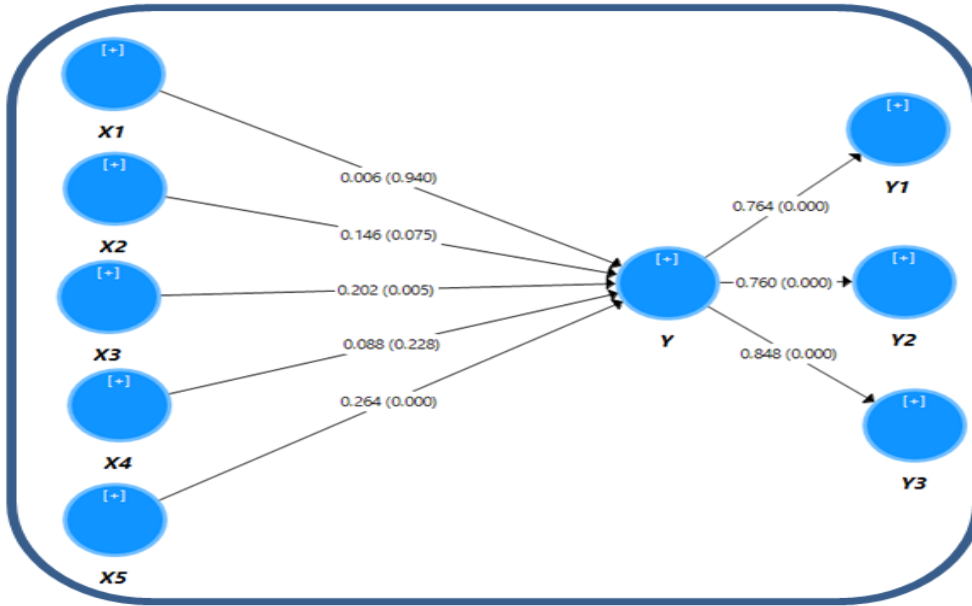 [+]
X1
[+]
X2
[+]
X3
[+]
X4
[+]
X5
0.006 (0.940)
0.146 (0.075)
0.202 (0.005)
0.088 (0.228)
0.264 (0.000)
[+]
Y
0.764 (0.000)
0.760 (0.000)
0.848 (0.000)
[+]
Y1
[+]
Y2
[+]
Y3